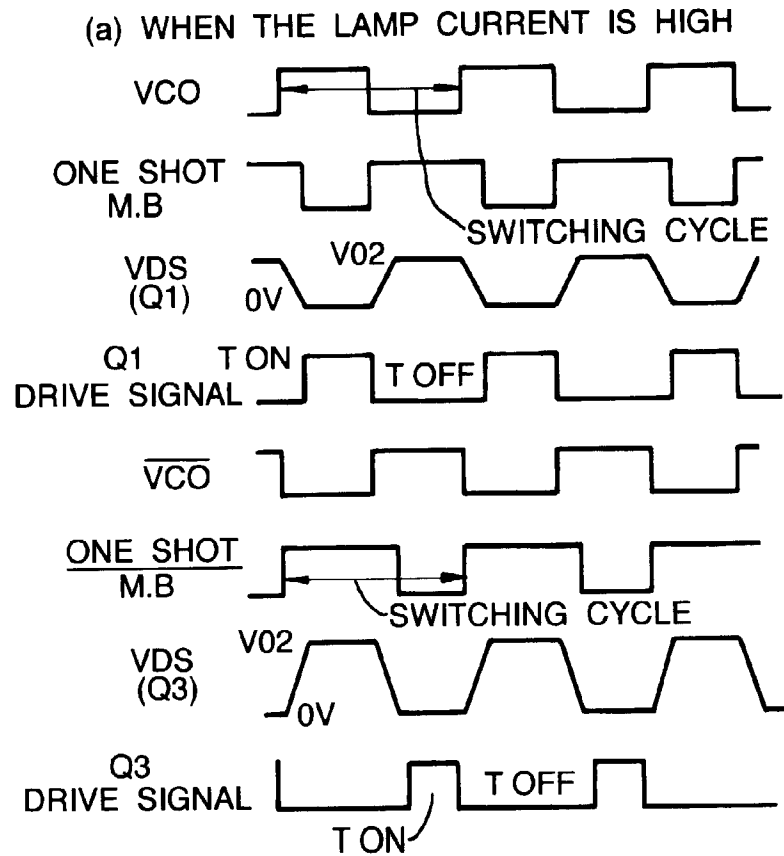 (a) WHEN THE LAMP CURRENT IS HIGH
VCO
ONE SHOT
M.B
SWITCHING CYCLE
VDS
(Q1)
V02
0V
Q1
DRIVE SIGNAL
T ON
T OFF
VCO
ONE SHOT
M.B
SWITCHING CYCLE
VDS
(Q3)
V02
0V
Q3
DRIVE SIGNAL
T OFF
T ON